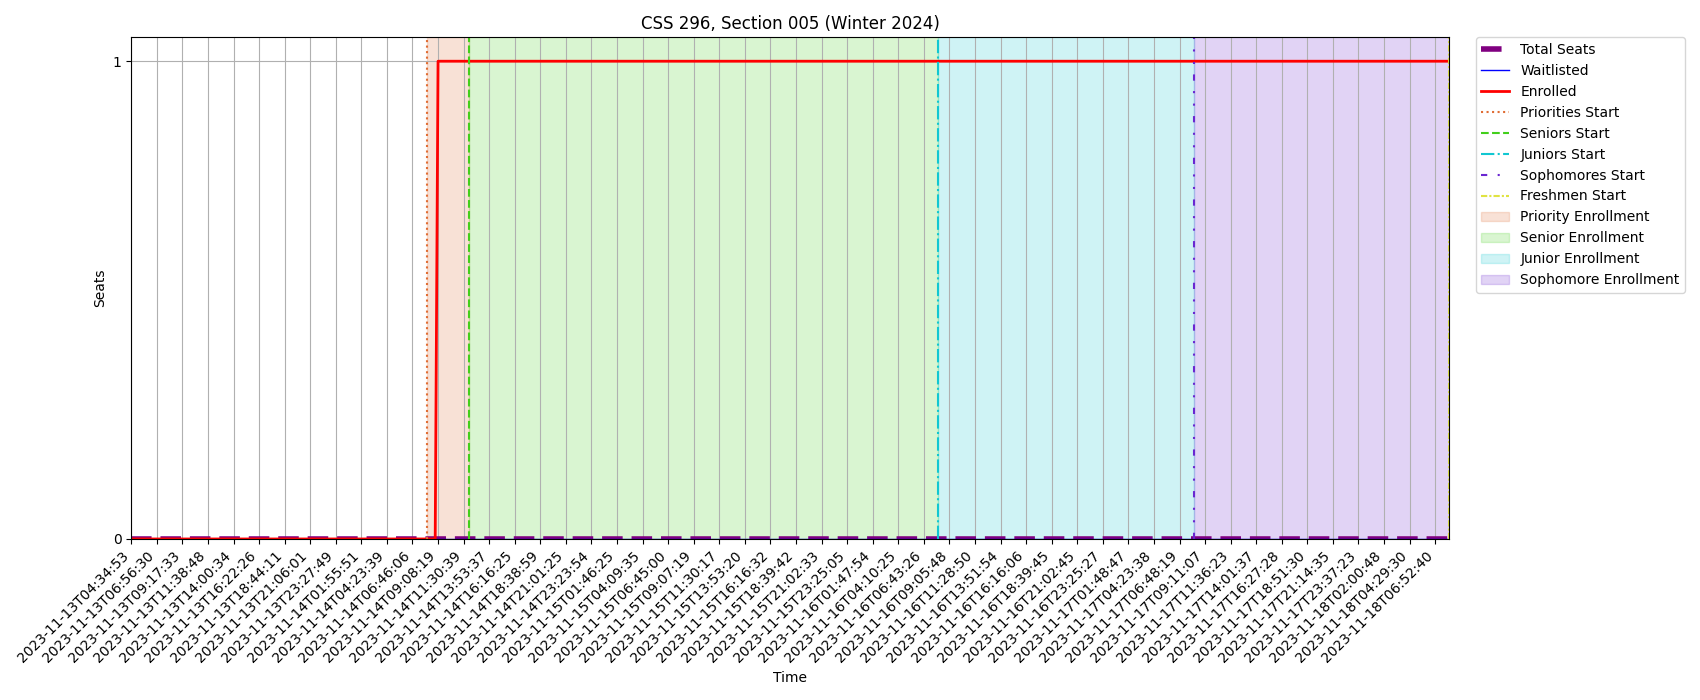 CSS 296, Section 005 (Winter 2024)
Seats
1
0
2023-11-13T04:34:53
2023-11-13T06:56:30
2023-11-13T09:17:33
2023-11-13T11:38:48
2023-11-13T14:00:34
2023-11-13T16:22:26
2023-11-13T18:44:11
2023-11-13T21:06:01
2023-11-13T23:27:49
2023-11-14T01:55:51
2023-11-14T04:23:39
2023-11-14T06:46:06
2023-11-14T09:08:19
2023-11-14T11:30:39
2023-11-14T13:53:37
2023-11-14T16:16:25
2023-11-14T18:38:59
2023-11-14T21:01:25
2023-11-14T23:23:54
2023-11-15T01:46:25
2023-11-15T04:09:35
2023-11-15T06:45:00
2023-11-15T09:07:19
2023-11-15T11:30:17
2023-11-15T13:53:20
2023-11-15T16:16:32
2023-11-15T18:39:42
2023-11-15T21:02:33
2023-11-15T23:25:05
2023-11-16T01:47:54
2023-11-16T04:10:25
2023-11-16T06:43:26
2023-11-16T09:05:48
2023-11-16T11:28:50
2023-11-16T13:51:54
2023-11-16T16:16:06
2023-11-16T18:39:45
2023-11-16T21:02:45
2023-11-16T23:25:27
2023-11-17T01:48:47
2023-11-17T04:23:38
2023-11-17T06:48:19
2023-11-17T09:11:07
2023-11-17T11:36:23
2023-11-17T14:01:37
2023-11-17T16:27:28
2023-11-17T18:51:30
2023-11-17T21:14:35
2023-11-17T23:37:23
2023-11-18T02:00:48
2023-11-18T04:29:30
2023-11-18T06:52:40
Time
Total Seats
Waitlisted
Enrolled
Priorities Start
Seniors Start
Juniors Start
Sophomores Start
Freshmen Start
Priority Enrollment
Senior Enrollment
Junior Enrollment
Sophomore Enrollment